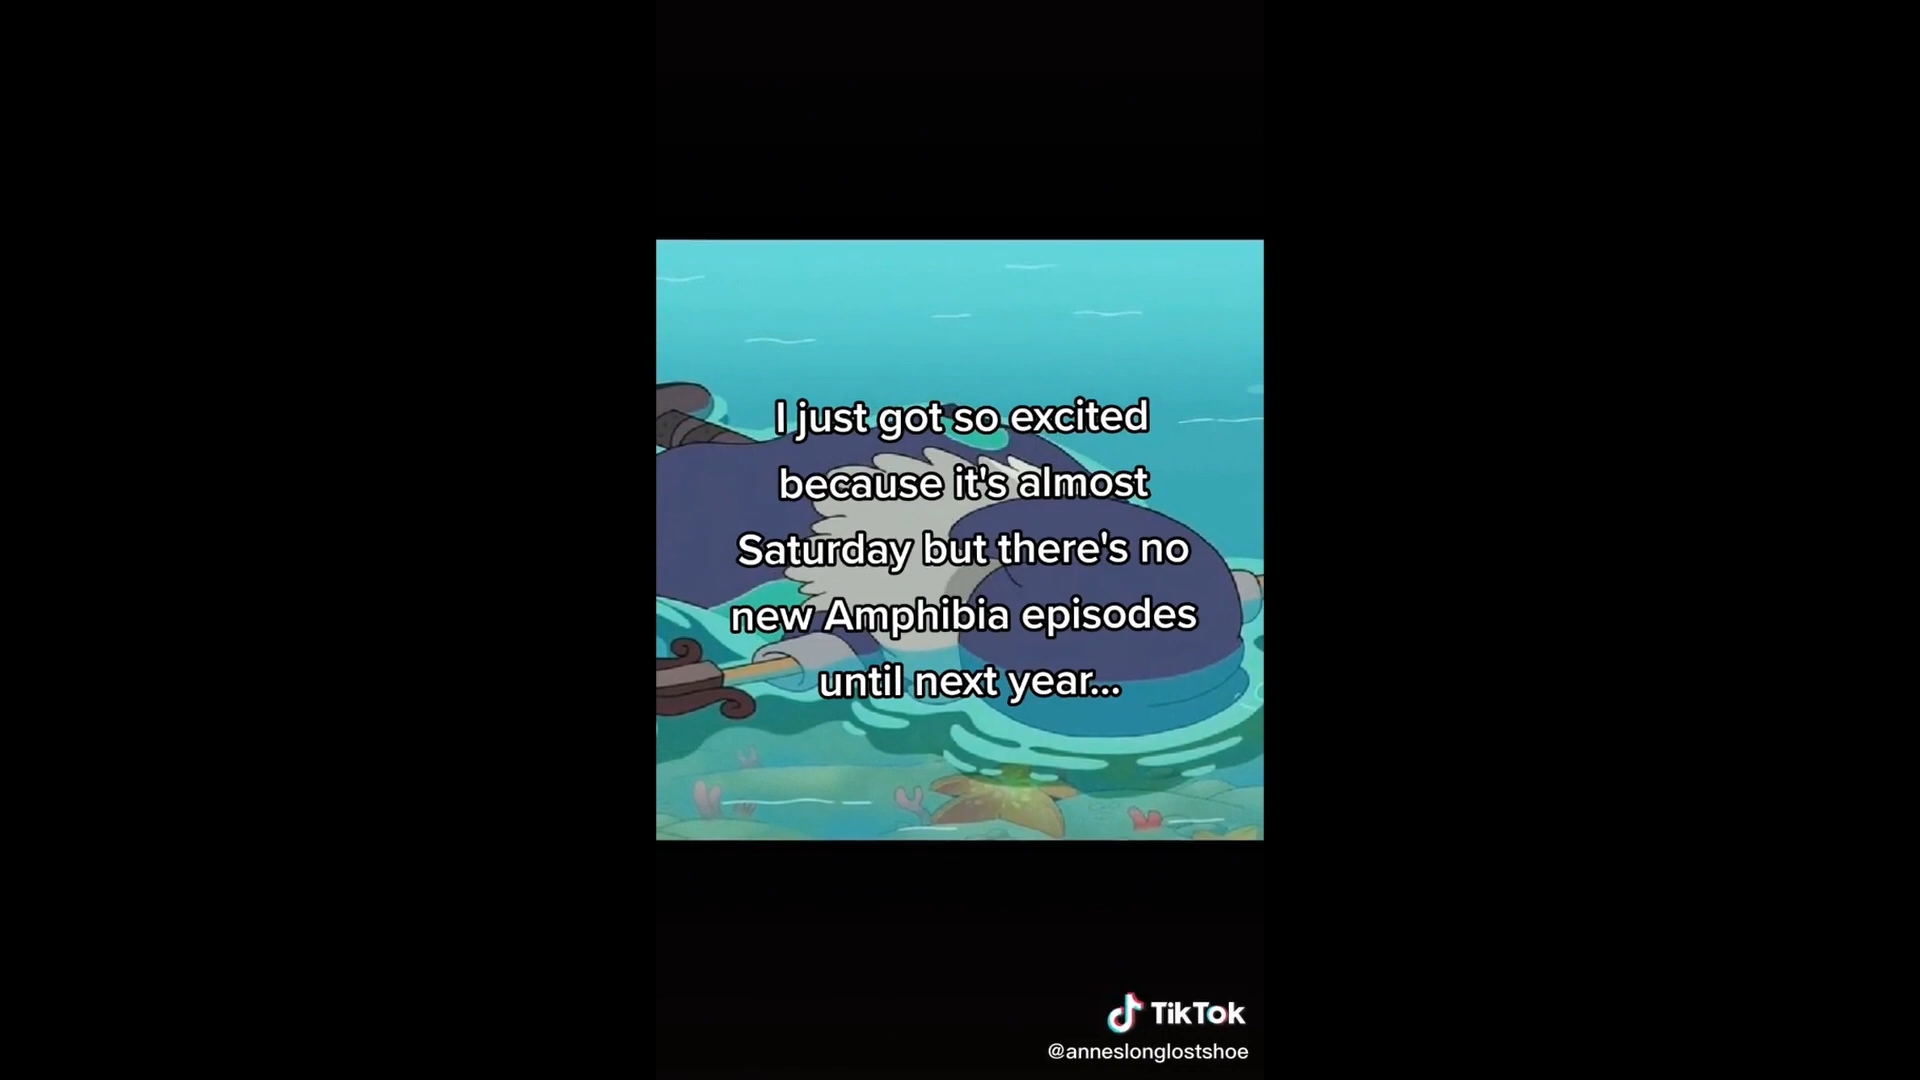 I just got so excited
because it's almost
Saturday but there's no
new Amphibia episodes
until next year...
TikTok
@anneslonglostshoe